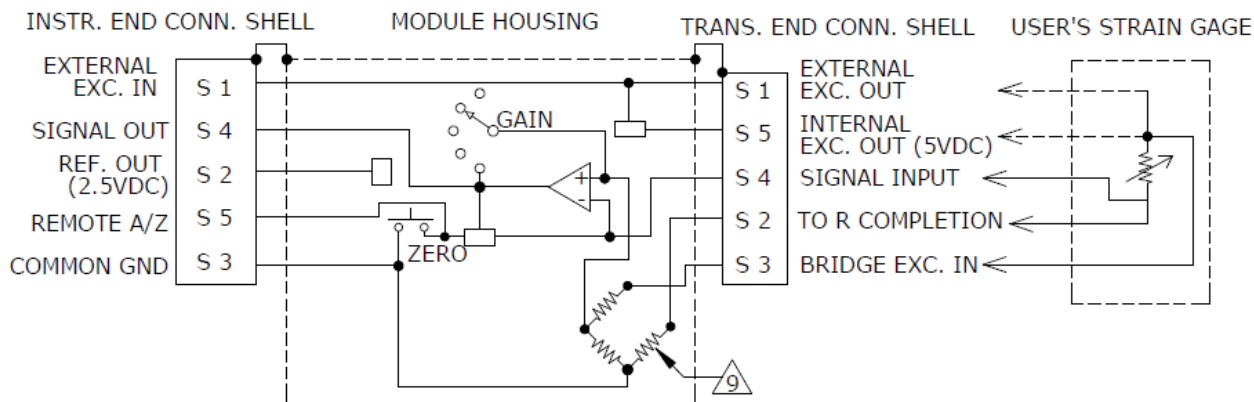 INSTR. END CONN. SHELL
MODULE HOUSING
TRANS. END CONN. SHELL
USER'S STRAIN GAGE
EXTERNAL
EXC. IN
S 1
SIGNAL OUT
S 4
REF. OUT
(2.5VDC)
S 2
REMOTE A/Z
S 5
COMMON GND
S 3
GAIN
+
-
ZERO
9
S 1
EXTERNAL
EXC. OUT
S 5
INTERNAL
EXC. OUT (5VDC)
S 4
SIGNAL INPUT
S 2
TO R COMPLETION
S 3
BRIDGE EXC. IN